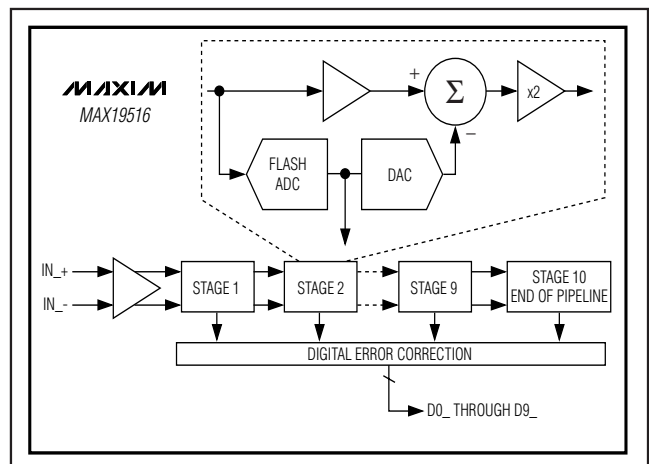 MAXIM
MAX19516
+
Σ
x2
−
FLASH
ADC
DAC
IN_+
IN_-
STAGE 1
STAGE 2
STAGE 9
STAGE 10
END OF PIPELINE
DIGITAL ERROR CORRECTION
D0_ THROUGH D9_